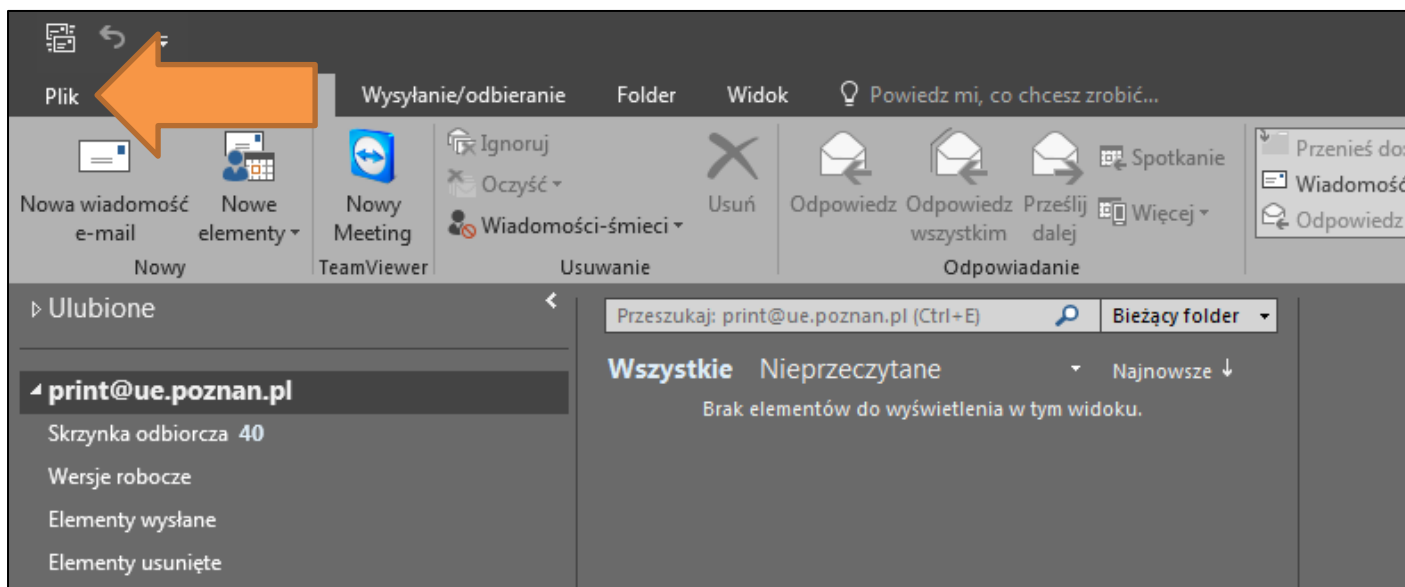 Plik Wysyłanie/odbieranie Folder Widok Powiedz mi, co chcesz zrobić...
Nowa wiadomość
e-mail
Nowe
elementy
Nowy
Nowy
Meeting
TeamViewer
Ignoruj
Oczyść
Wiadomości-śmieci
Usuń
Usuwanie
Odpowiedz
Odpowiedz
wszystkim
Prześlij
dalej
Spotkanie
Więcej
Odpowiadanie
Przenieś do:
Wiadomość
Odpowiedz
Ulubione
print@ue.poznan.pl
Skrzynka odbiorcza 40
Wersje robocze
Elementy wysłane
Elementy usunięte
Przeszukaj: print@ue.poznan.pl (Ctrl+E) Bieżący folder
Wszystkie Nieprzeczytane Najnowsze
Brak elementów do wyświetlenia w tym widoku.